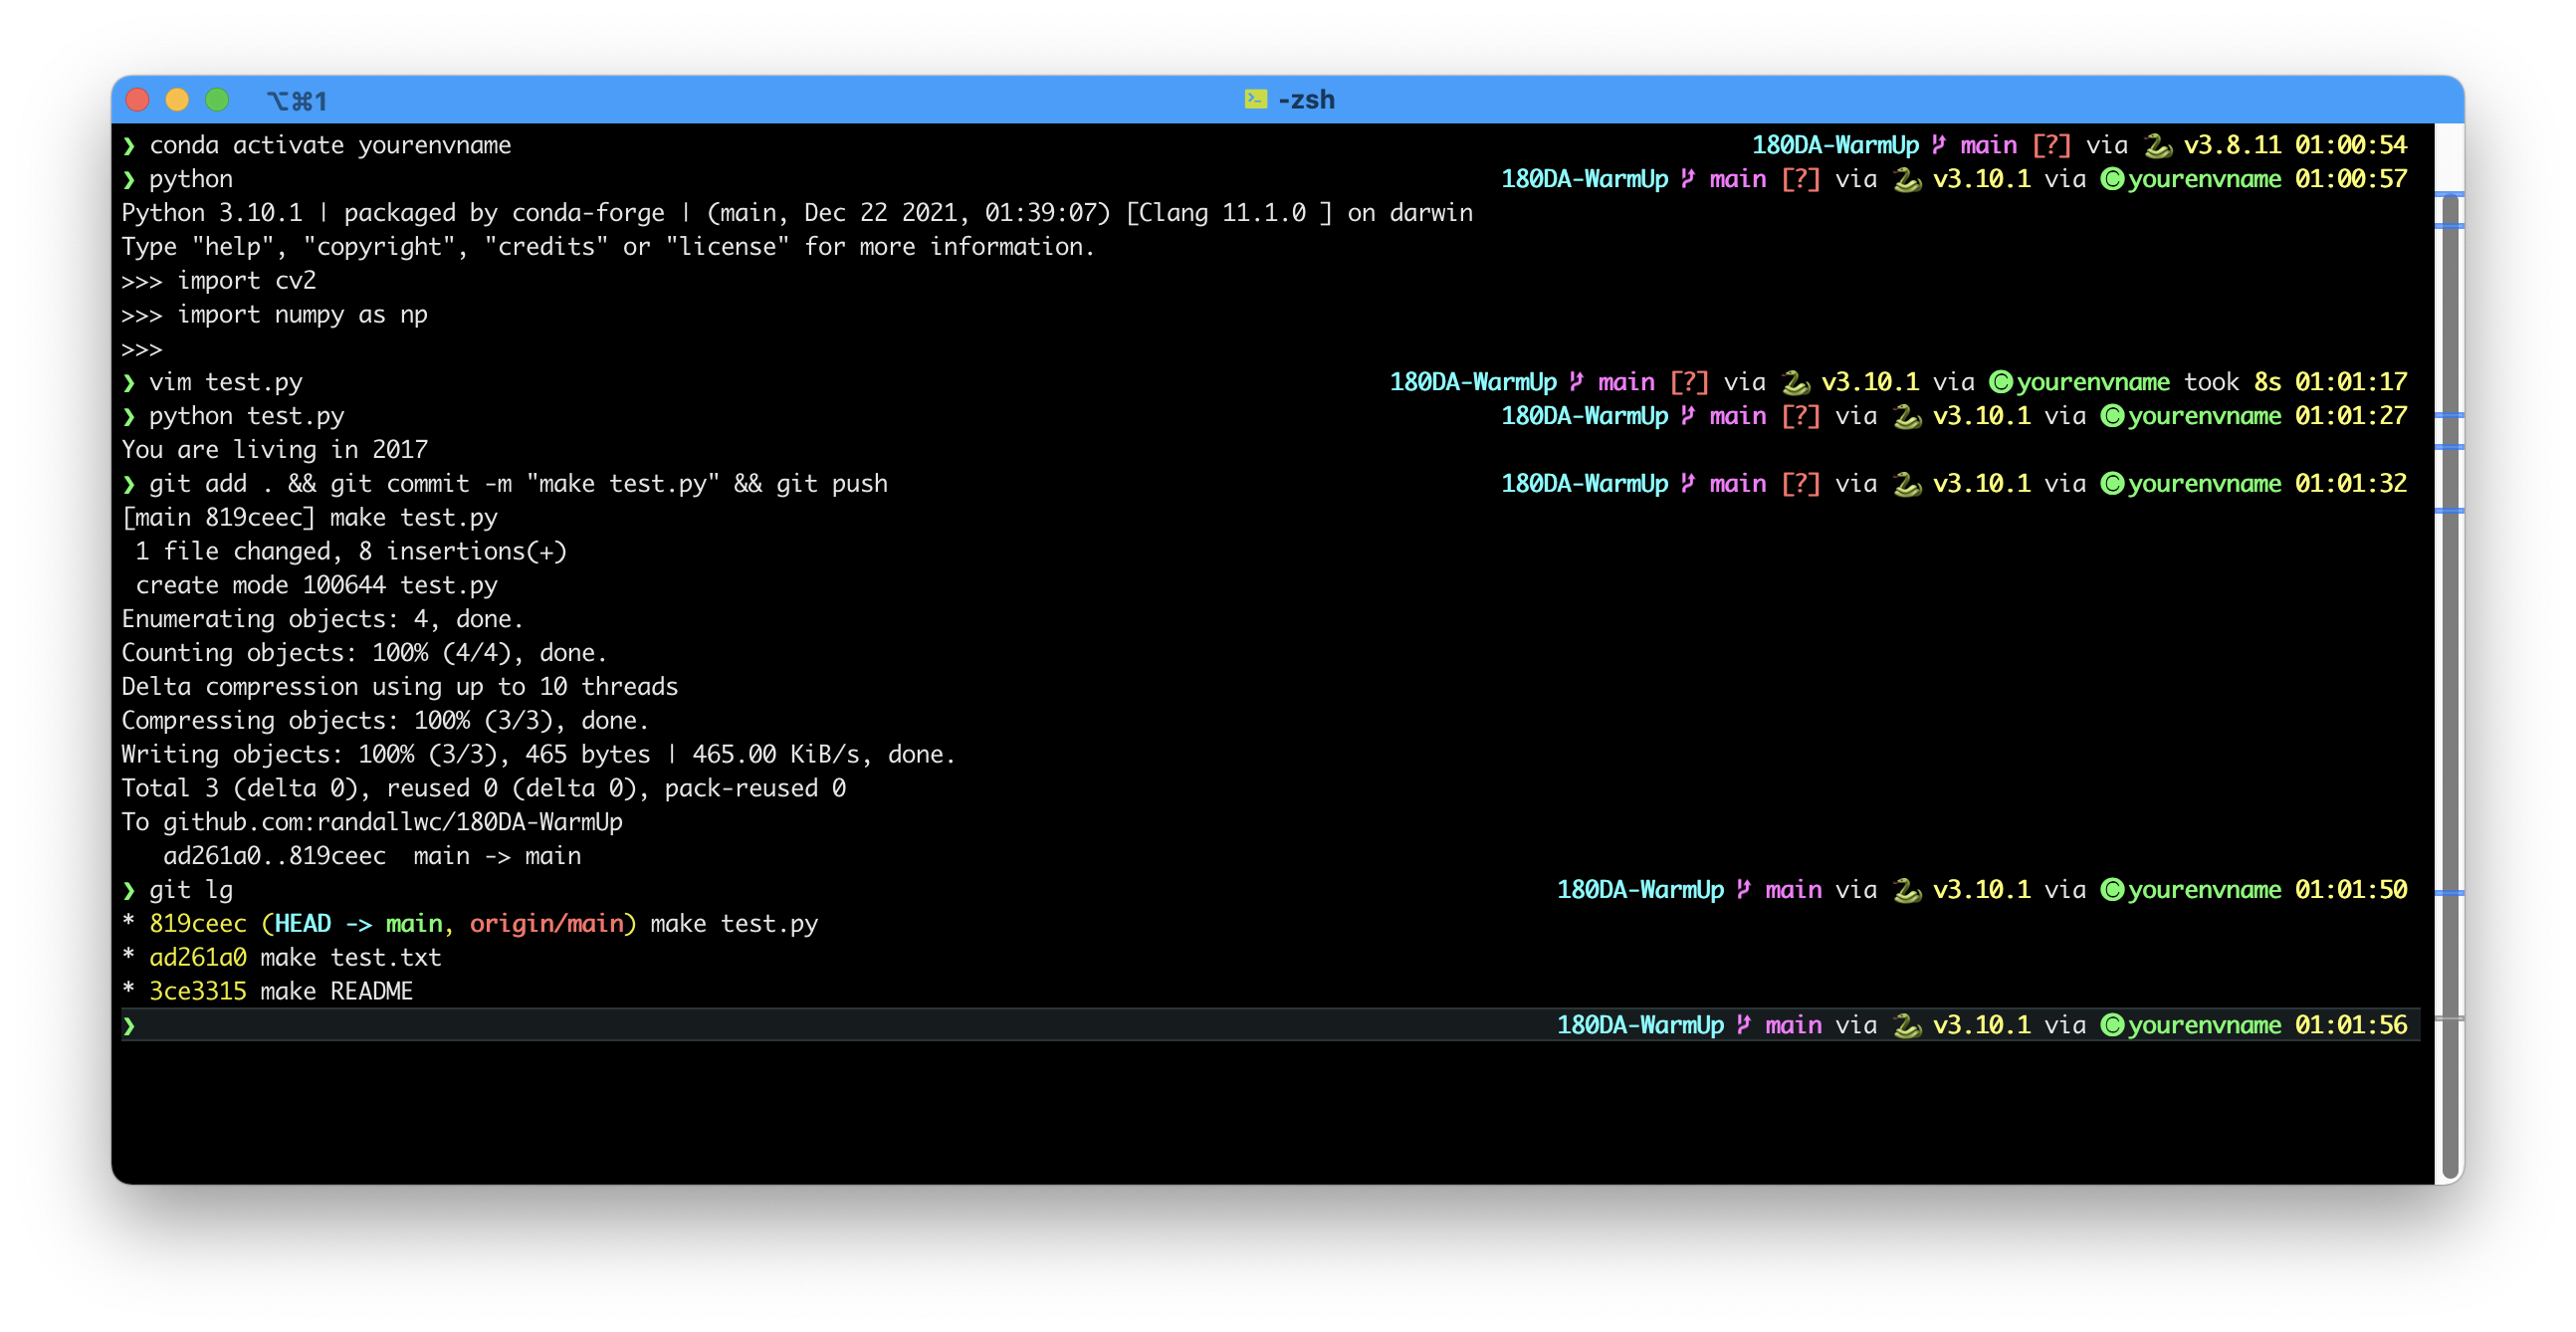 ⌥⌘1 -zsh
❯ conda activate yourenvname 180DA-WarmUp main [?] via 🐍 v3.8.11 01:00:54
❯ python 180DA-WarmUp main [?] via 🐍 v3.10.1 via 🅒 yourenvname 01:00:57
Python 3.10.1 | packaged by conda-forge | (main, Dec 22 2021, 01:39:07) [Clang 11.1.0 ] on darwin
Type "help", "copyright", "credits" or "license" for more information.
>>> import cv2
>>> import numpy as np
>>>
❯ vim test.py 180DA-WarmUp main [?] via 🐍 v3.10.1 via 🅒 yourenvname took 8s 01:01:17
❯ python test.py 180DA-WarmUp main [?] via 🐍 v3.10.1 via 🅒 yourenvname 01:01:27
You are living in 2017
❯ git add . && git commit -m "make test.py" && git push 180DA-WarmUp main [?] via 🐍 v3.10.1 via 🅒 yourenvname 01:01:32
[main 819ceec] make test.py
 1 file changed, 8 insertions(+)
 create mode 100644 test.py
Enumerating objects: 4, done.
Counting objects: 100% (4/4), done.
Delta compression using up to 10 threads
Compressing objects: 100% (3/3), done.
Writing objects: 100% (3/3), 465 bytes | 465.00 KiB/s, done.
Total 3 (delta 0), reused 0 (delta 0), pack-reused 0
To github.com:randallwc/180DA-WarmUp
   ad261a0..819ceec  main -> main
❯ git lg 180DA-WarmUp main via 🐍 v3.10.1 via 🅒 yourenvname 01:01:50
* 819ceec (HEAD -> main, origin/main) make test.py
* ad261a0 make test.txt
* 3ce3315 make README
❯ 180DA-WarmUp main via 🐍 v3.10.1 via 🅒 yourenvname 01:01:56